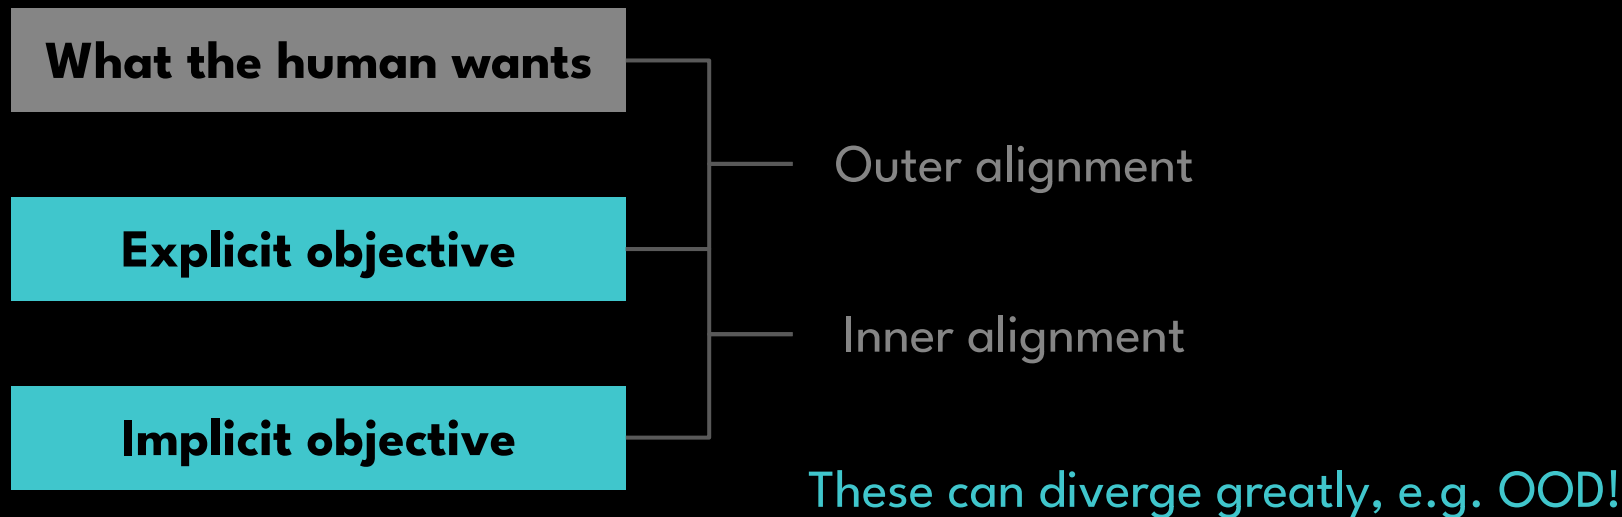 What the human wants
Outer alignment
Explicit objective
Inner alignment
Implicit objective
These can diverge greatly, e.g. OOD!